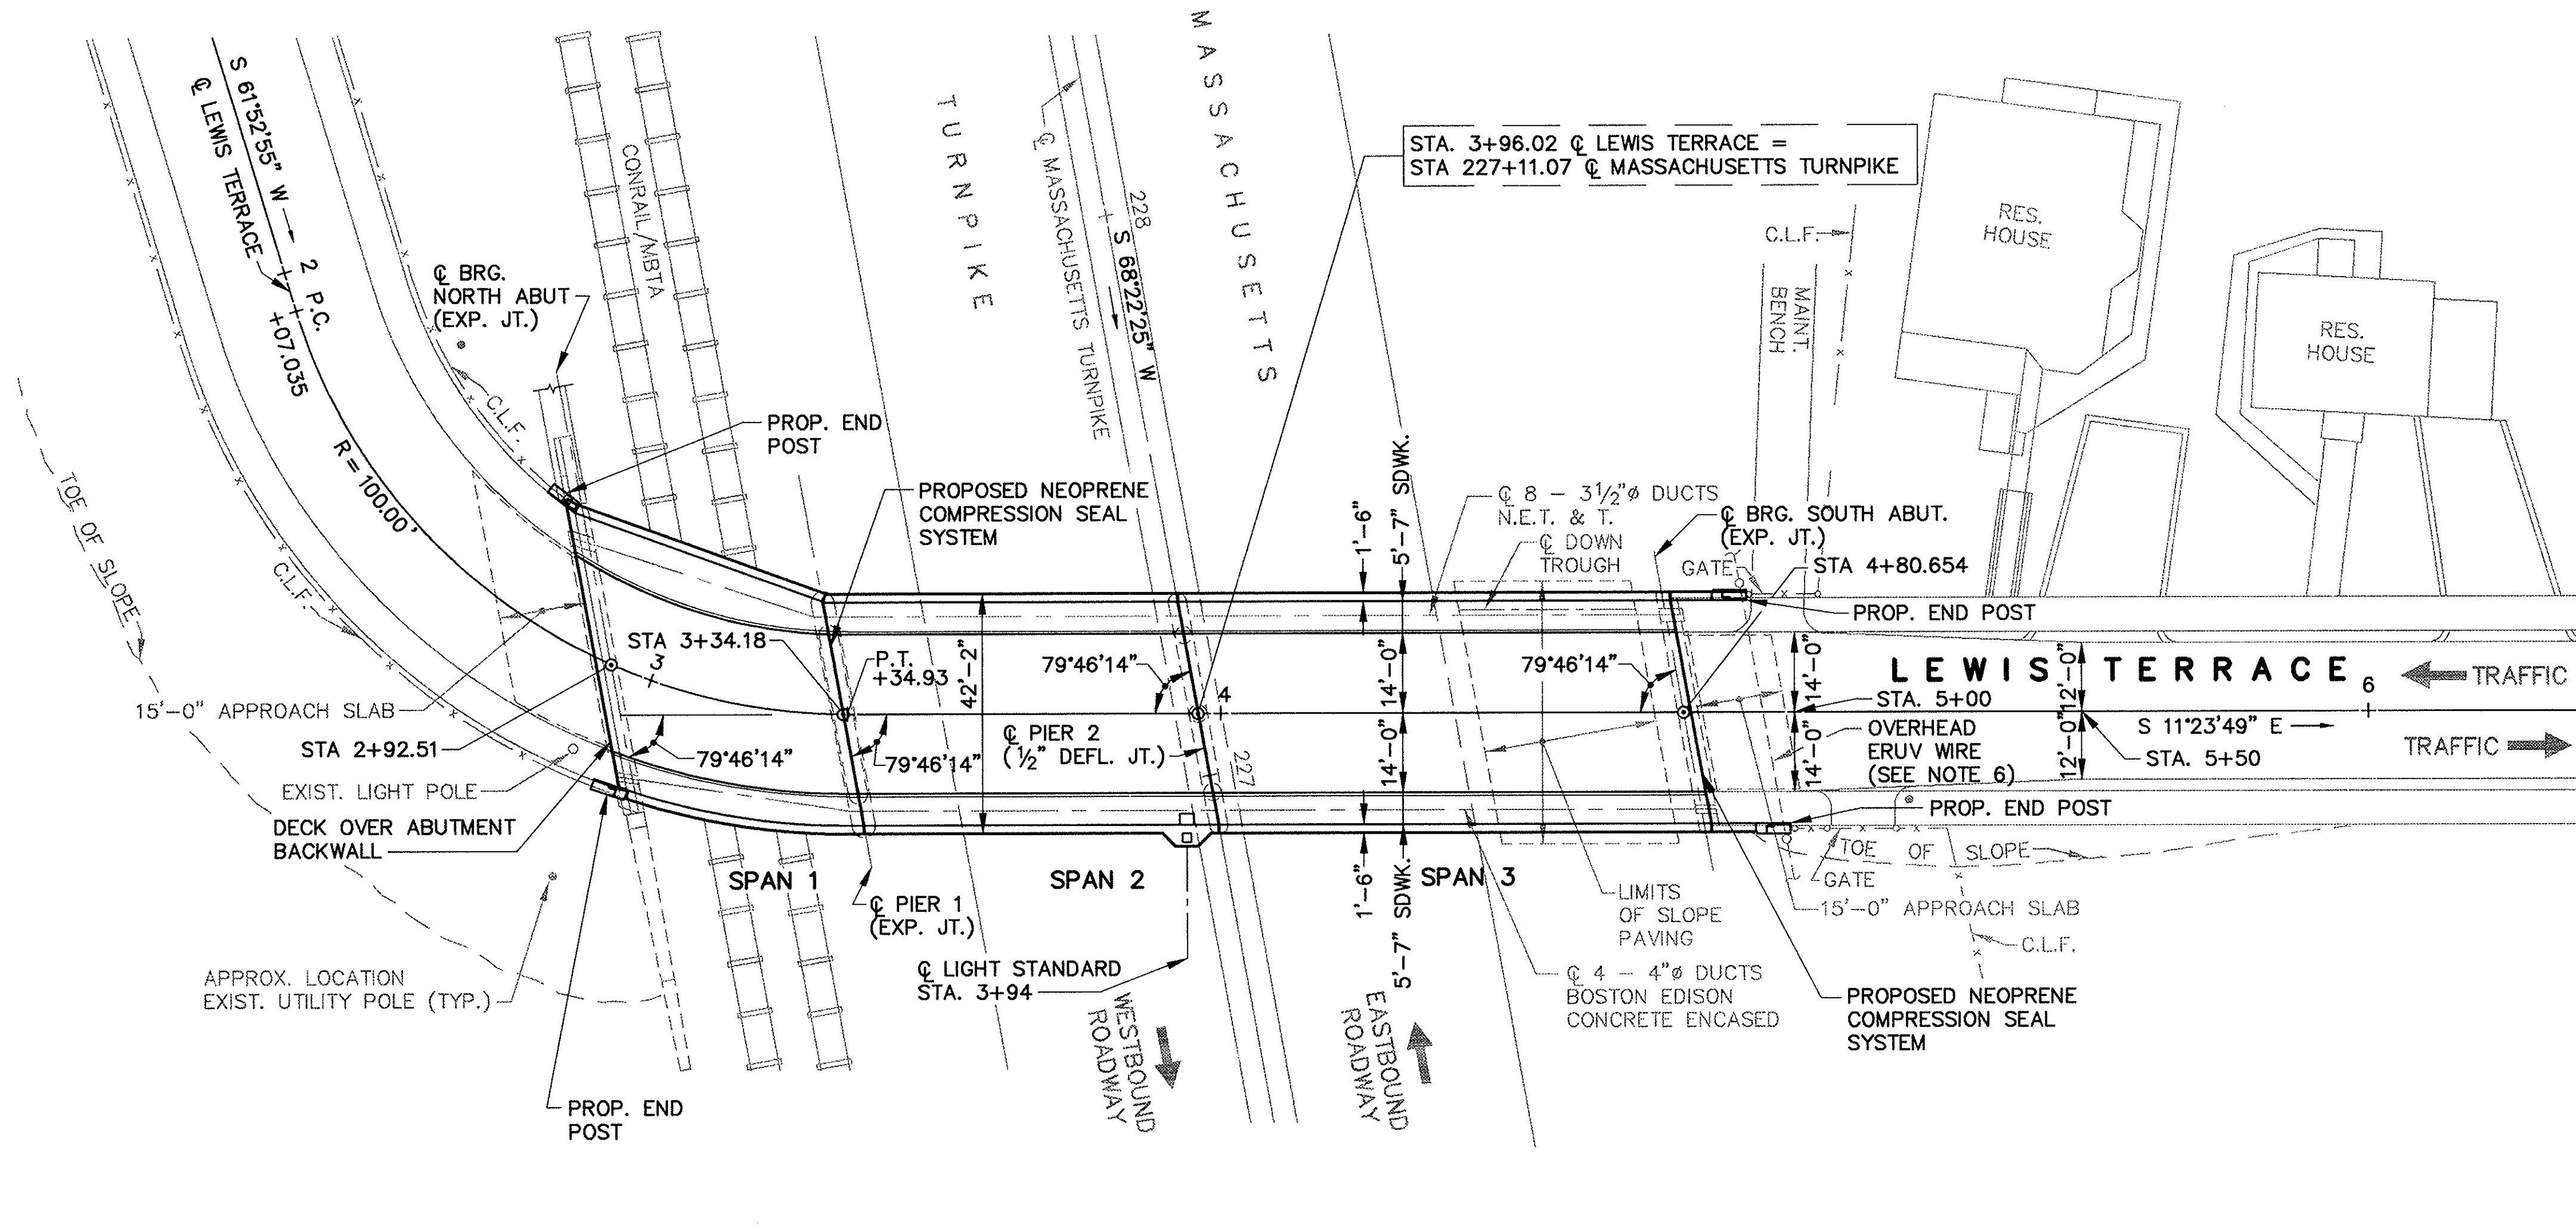 S 61°52'55" W
℄ LEWIS TERRACE
2 P.C.
+07.035
R = 100.00'
℄ BRG.
NORTH ABUT
(EXP. JT.)
C.L.F.
CONRAIL/MBTA
TURNPIKE
℄ MASSACHUSETTS TURNPIKE
228
S 68°22'25" W
MASSACHUSETTS
STA. 3+96.02 ℄ LEWIS TERRACE =
STA 227+11.07 ℄ MASSACHUSETTS TURNPIKE
C.L.F.
MAINT.
BENCH
RES.
HOUSE
RES.
HOUSE
PROP. END
POST
PROPOSED NEOPRENE
COMPRESSION SEAL
SYSTEM
1'-6"
5'-7" SDWK.
℄ 8 - 3½"ø DUCTS
N.E.T. & T.
℄ DOWN
TROUGH
℄ BRG. SOUTH ABUT.
(EXP. JT.)
GATE
STA 4+80.654
PROP. END POST
TOE OF SLOPE
C.L.F.
STA 3+34.18
3
P.T.
+34.93
42'-2"
79°46'14"
4
14'-0"
79°46'14"
14'-0"
LEWIS TERRACE
12'-0"
6
TRAFFIC
STA. 5+00
S 11°23'49" E
15'-0" APPROACH SLAB
STA 2+92.51
79°46'14"
79°46'14"
℄ PIER 2
(½" DEFL. JT.)
227
14'-0"
14'-0"
OVERHEAD
ERUV WIRE
(SEE NOTE 6)
12'-0"
STA. 5+50
TRAFFIC
EXIST. LIGHT POLE
DECK OVER ABUTMENT
BACKWALL
PROP. END POST
TOE OF SLOPE
GATE
SPAN 1
SPAN 2
SPAN 3
℄ PIER 1
(EXP. JT.)
1'-6"
5'-7" SDWK.
LIMITS
OF SLOPE
PAVING
15'-0" APPROACH SLAB
C.L.F.
APPROX. LOCATION
EXIST. UTILITY POLE (TYP.)
℄ LIGHT STANDARD
STA. 3+94
℄ 4 - 4"ø DUCTS
BOSTON EDISON
CONCRETE ENCASED
PROPOSED NEOPRENE
COMPRESSION SEAL
SYSTEM
WESTBOUND
ROADWAY
EASTBOUND
ROADWAY
PROP. END
POST